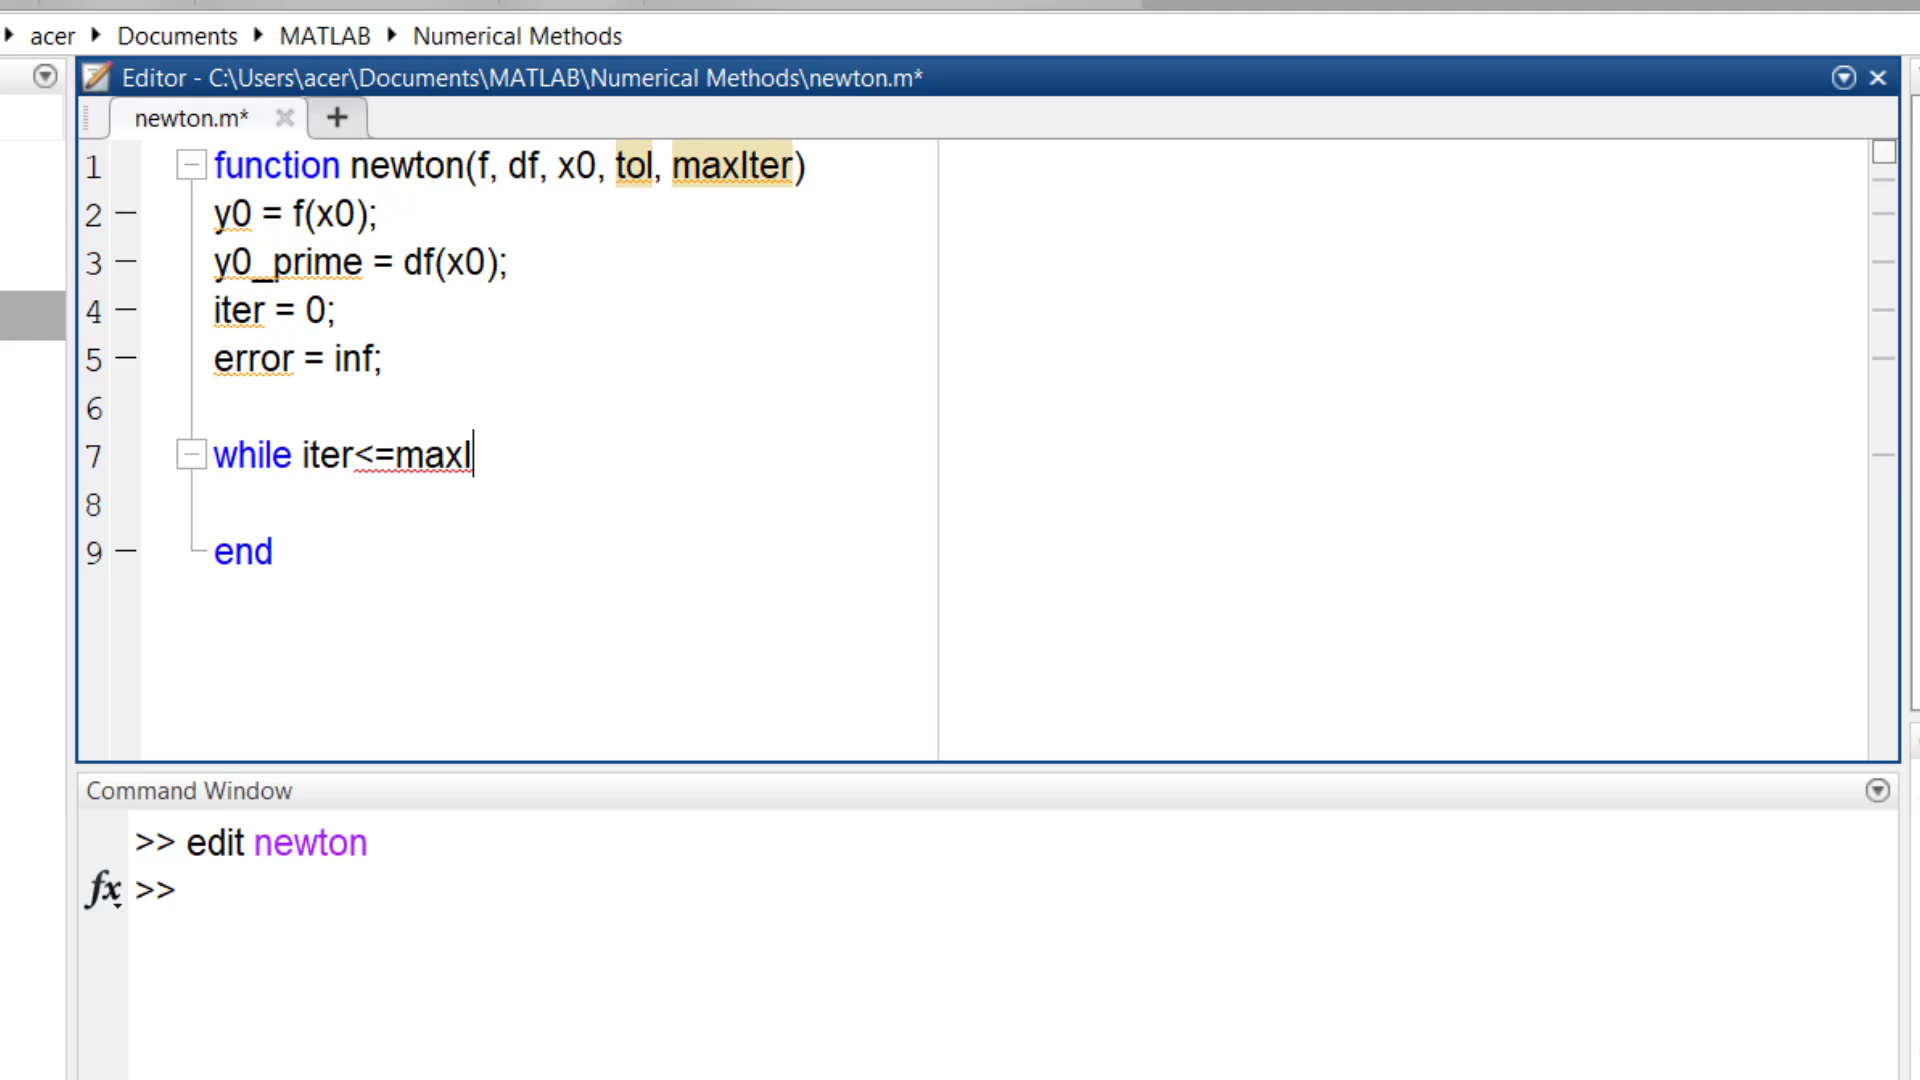 acer Documents MATLAB Numerical Methods
Editor - C:\Users\acer\Documents\MATLAB\Numerical Methods\newton.m*
newton.m*
1 function newton(f, df, x0, tol, maxIter)
2 y0 = f(x0);
3 y0_prime = df(x0);
4 iter = 0;
5 error = inf;
6
7 while iter<=maxI
8
9 end
Command Window
>> edit newton
fx >>